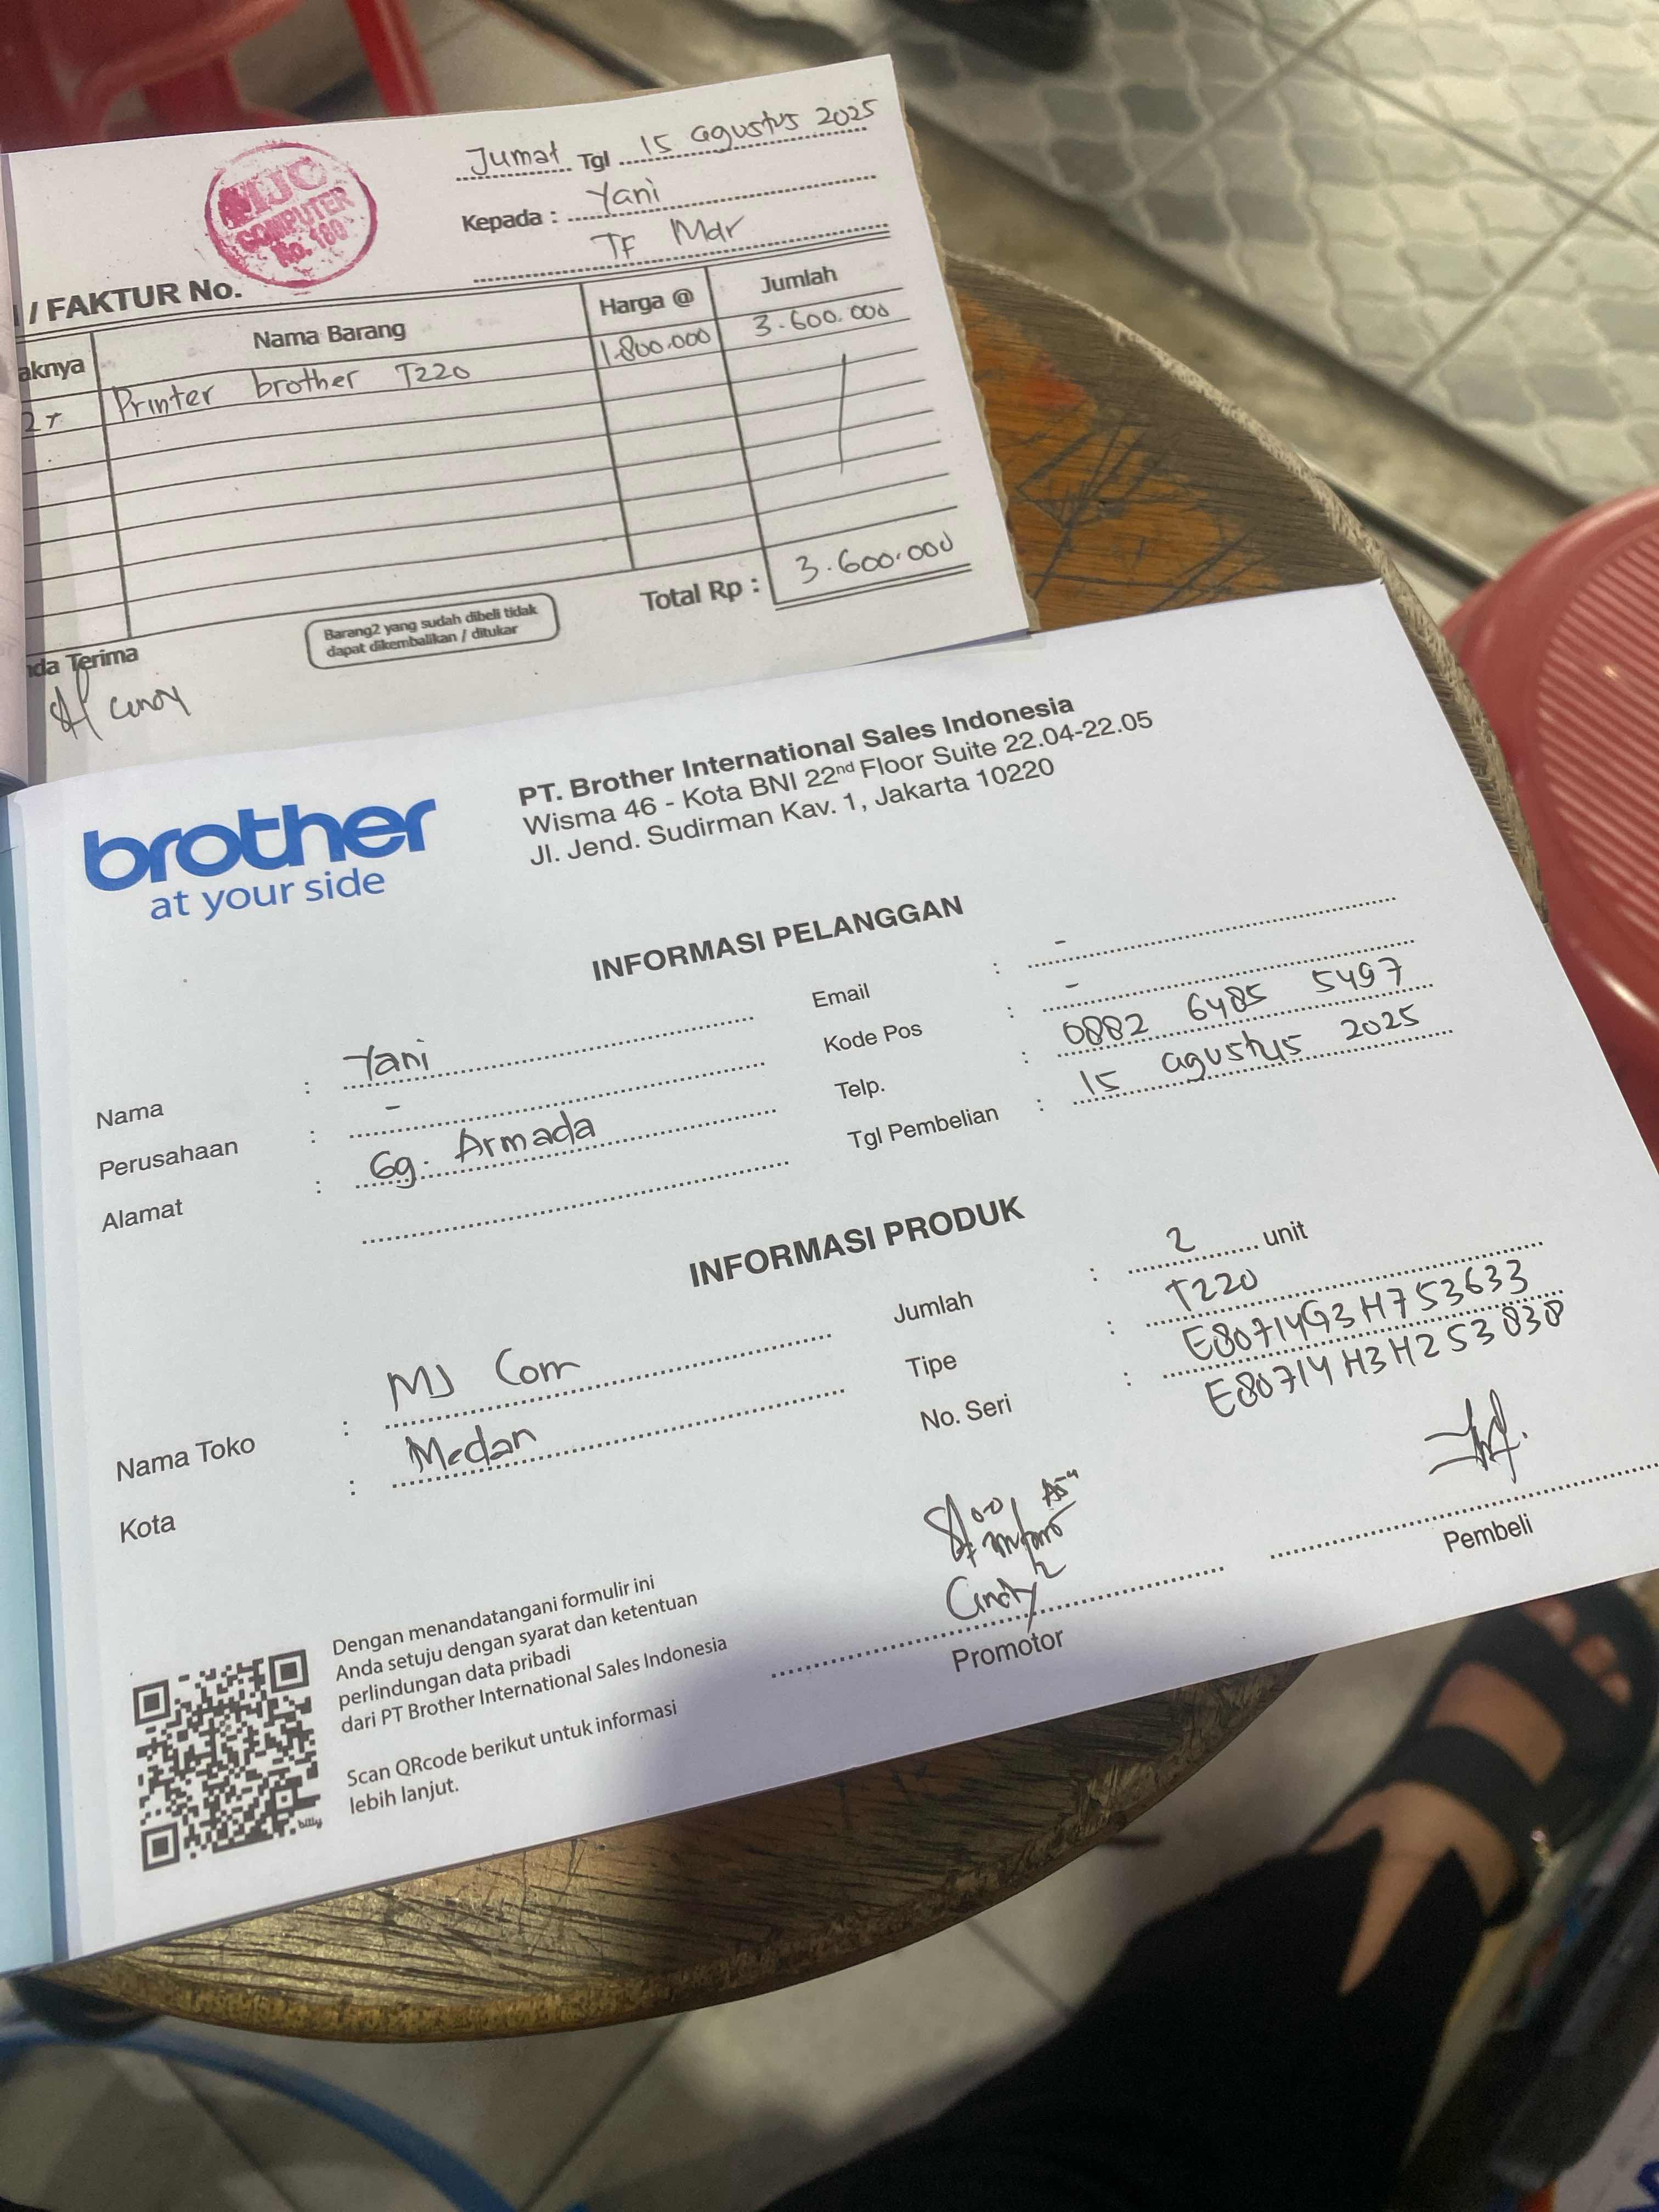 Jumat Tgl 15 agustus 2025
MJC
COMPUTER
No. 180
Kepada : Yani
TF Mdr
/ FAKTUR No.
aknya Nama Barang Harga @ Jumlah
2 Printer brother T220 1.800.000 3.600.000
Total Rp : 3.600.000
Barang2 yang sudah dibeli tidak
dapat dikembalikan / ditukar
nda Terima
Cindy
brother
at your side
PT. Brother International Sales Indonesia
Wisma 46 - Kota BNI 22nd Floor Suite 22.04-22.05
Jl. Jend. Sudirman Kav. 1, Jakarta 10220
INFORMASI PELANGGAN
Nama : Yani
Perusahaan : -
Alamat : Gg. Armada
Email : -
Kode Pos : -
Telp. : 0882 6485 5497
Tgl Pembelian : 15 agustus 2025
INFORMASI PRODUK
Nama Toko : MJ Com
Kota : Medan
Jumlah : 2 unit
Tipe : T220
No. Seri : E80714G3H753633
E80714H3H253838
Dengan menandatangani formulir ini
Anda setuju dengan syarat dan ketentuan
perlindungan data pribadi
dari PT Brother International Sales Indonesia
Scan QRcode berikut untuk informasi
lebih lanjut.
bitly
Cindy
Promotor
Pembeli